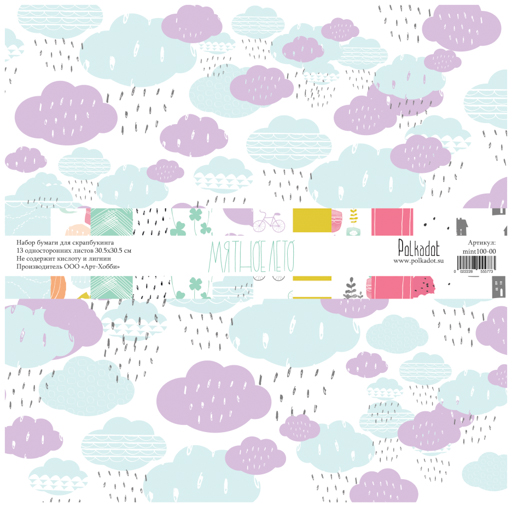 Набор бумаги для скрапбукинга
13 односторонних листов 30.5х30.5 см
Не содержит кислоту и лигнин
Производитель ООО «Арт-Хобби»
МЯТНОЕ ЛЕТО
Polkadot
www.polkadot.su
Артикул:
mint100-00